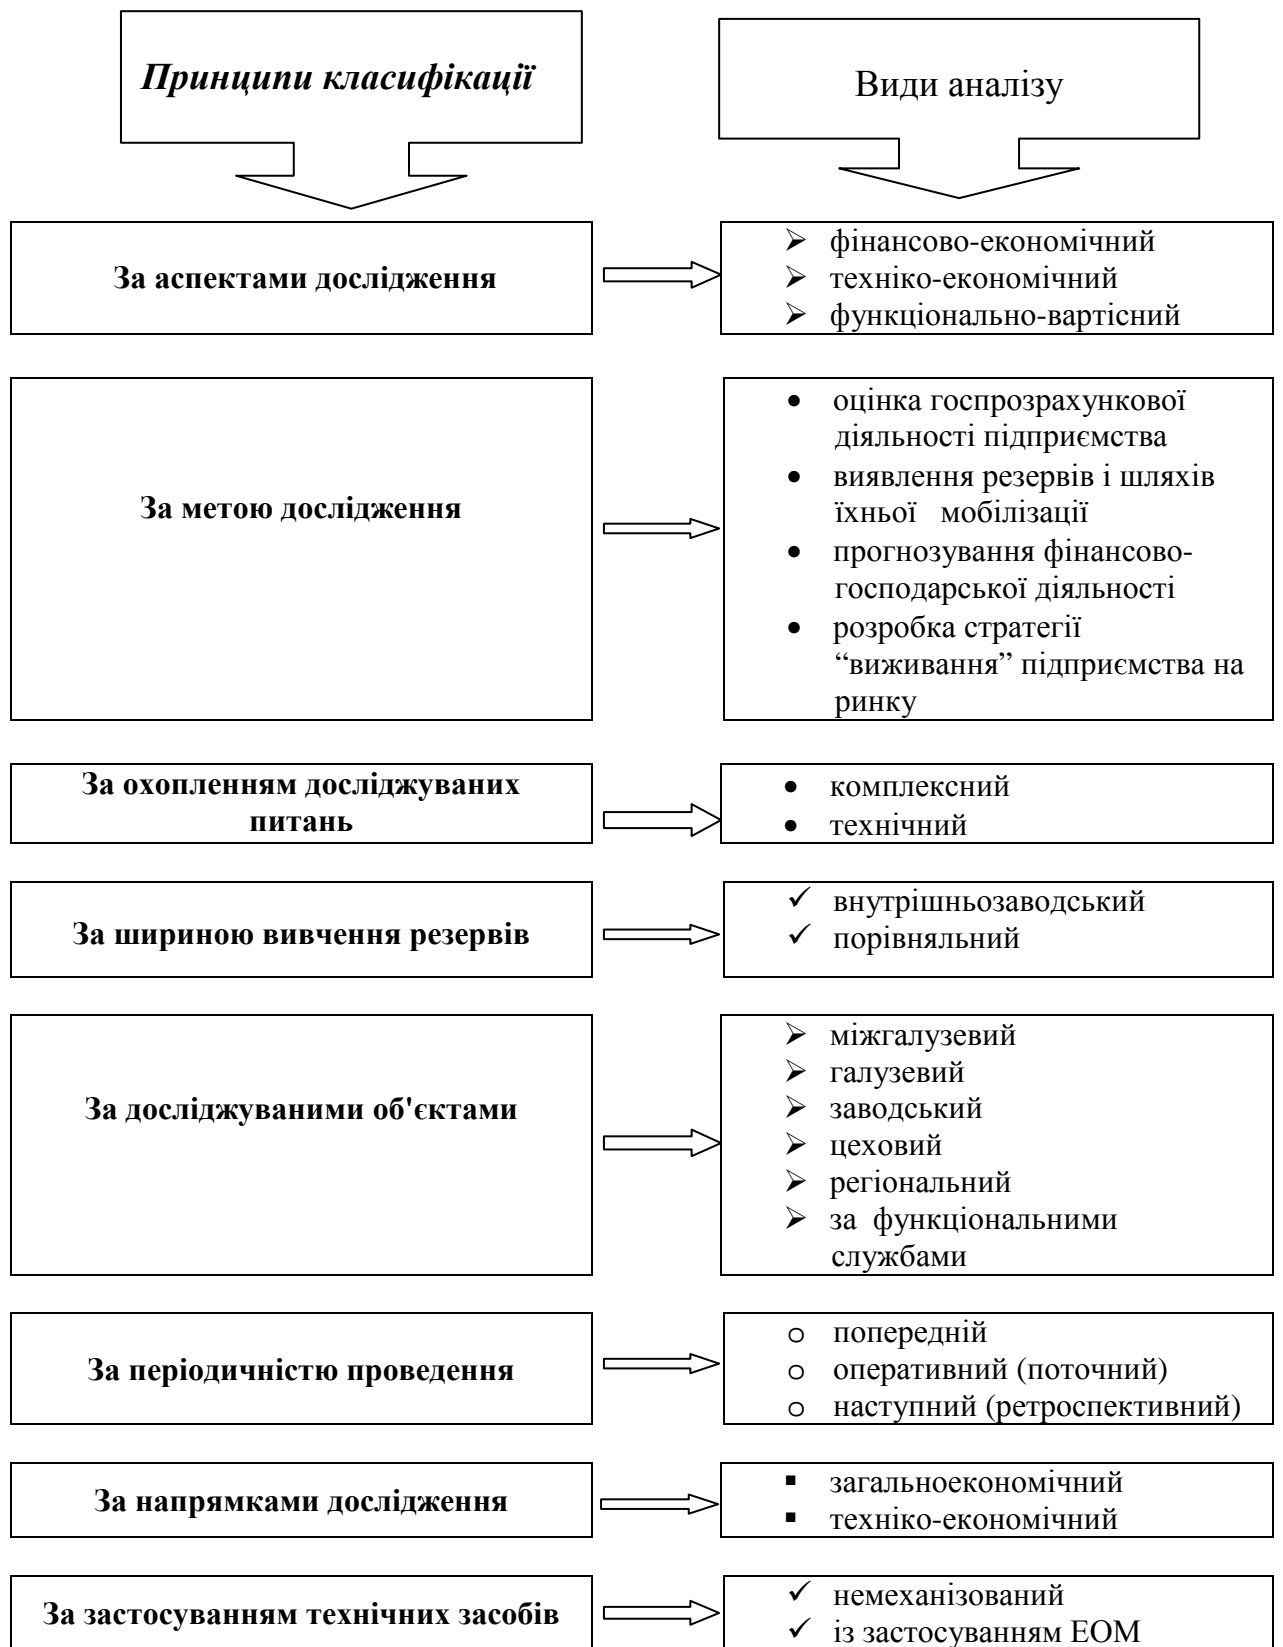 Принципи класифікації
Види аналізу
За аспектами дослідження
фінансово-економічний
техніко-економічний
функціонально-вартісний
За метою дослідження
оцінка госпрозрахункової
діяльності підприємства
виявлення резервів і шляхів
їхньої мобілізації
прогнозування фінансово-
господарської діяльності
розробка стратегії
“виживання” підприємства на
ринку
За охопленням досліджуваних
питань
комплексний
технічний
За шириною вивчення резервів
внутрішньозаводський
порівняльний
За досліджуваними об'єктами
міжгалузевий
галузевий
заводський
цеховий
регіональний
за функціональними
службами
За періодичністю проведення
попередній
оперативний (поточний)
наступний (ретроспективний)
За напрямками дослідження
загальноекономічний
техніко-економічний
За застосуванням технічних засобів
немеханізований
із застосуванням ЕОМ